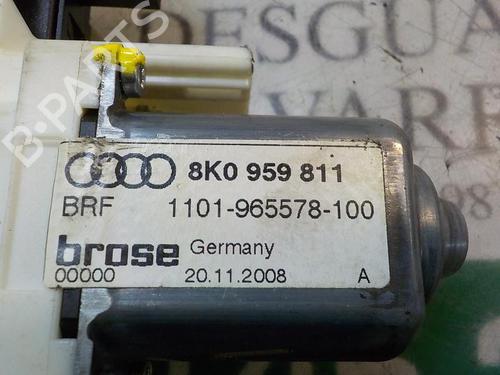 DESGUA
VARE
B-PARTS
8K0 959 811
BRF 1101-965578-100
brose Germany
00000 20.11.2008 A